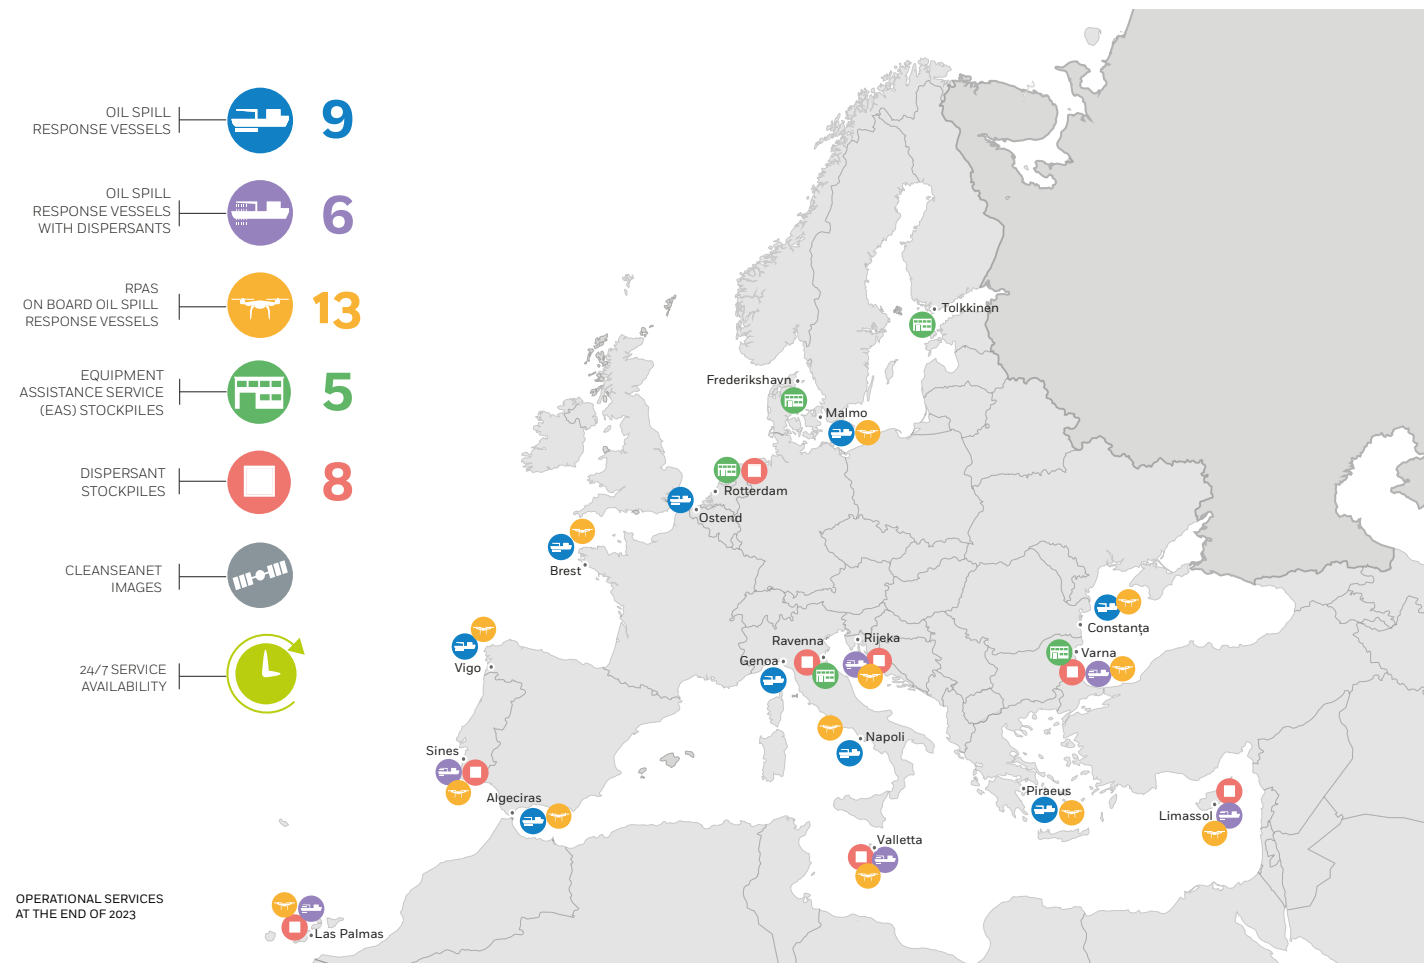 OIL SPILL
RESPONSE VESSELS
9
OIL SPILL
RESPONSE VESSELS
WITH DISPERSANTS
6
RPAS
ON BOARD OIL SPILL
RESPONSE VESSELS
13
EQUIPMENT
ASSISTANCE SERVICE
(EAS) STOCKPILES
5
DISPERSANT
STOCKPILES
8
CLEANSEANET
IMAGES
24/7 SERVICE
AVAILABILITY
OPERATIONAL SERVICES
AT THE END OF 2023
Tolkkinen
Frederikshavn
Malmo
Rotterdam
Ostend
Brest
Constanța
Rijeka
Ravenna
Varna
Genoa
Vigo
Napoli
Sines
Piraeus
Algeciras
Limassol
Valletta
Las Palmas